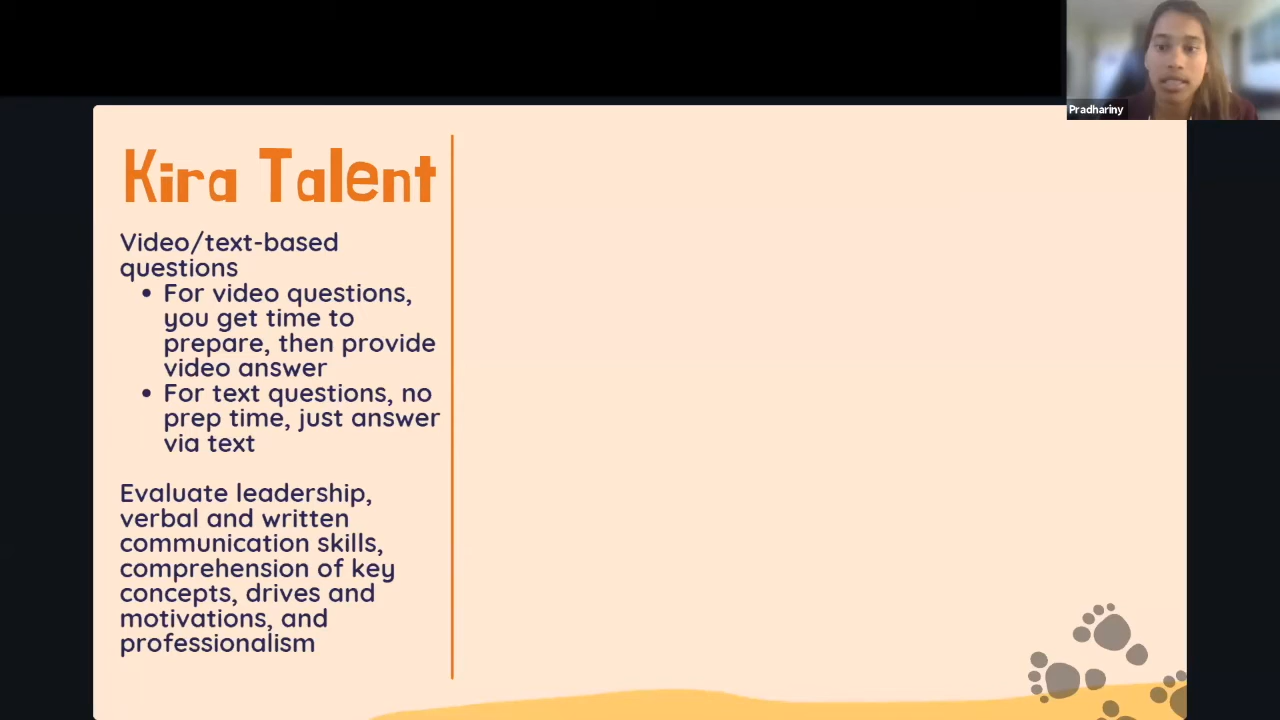 Pradhariny
Kira Talent
Video/text-based
questions
• For video questions,
you get time to
prepare, then provide
video answer
• For text questions, no
prep time, just answer
via text
Evaluate leadership,
verbal and written
communication skills,
comprehension of key
concepts, drives and
motivations, and
professionalism